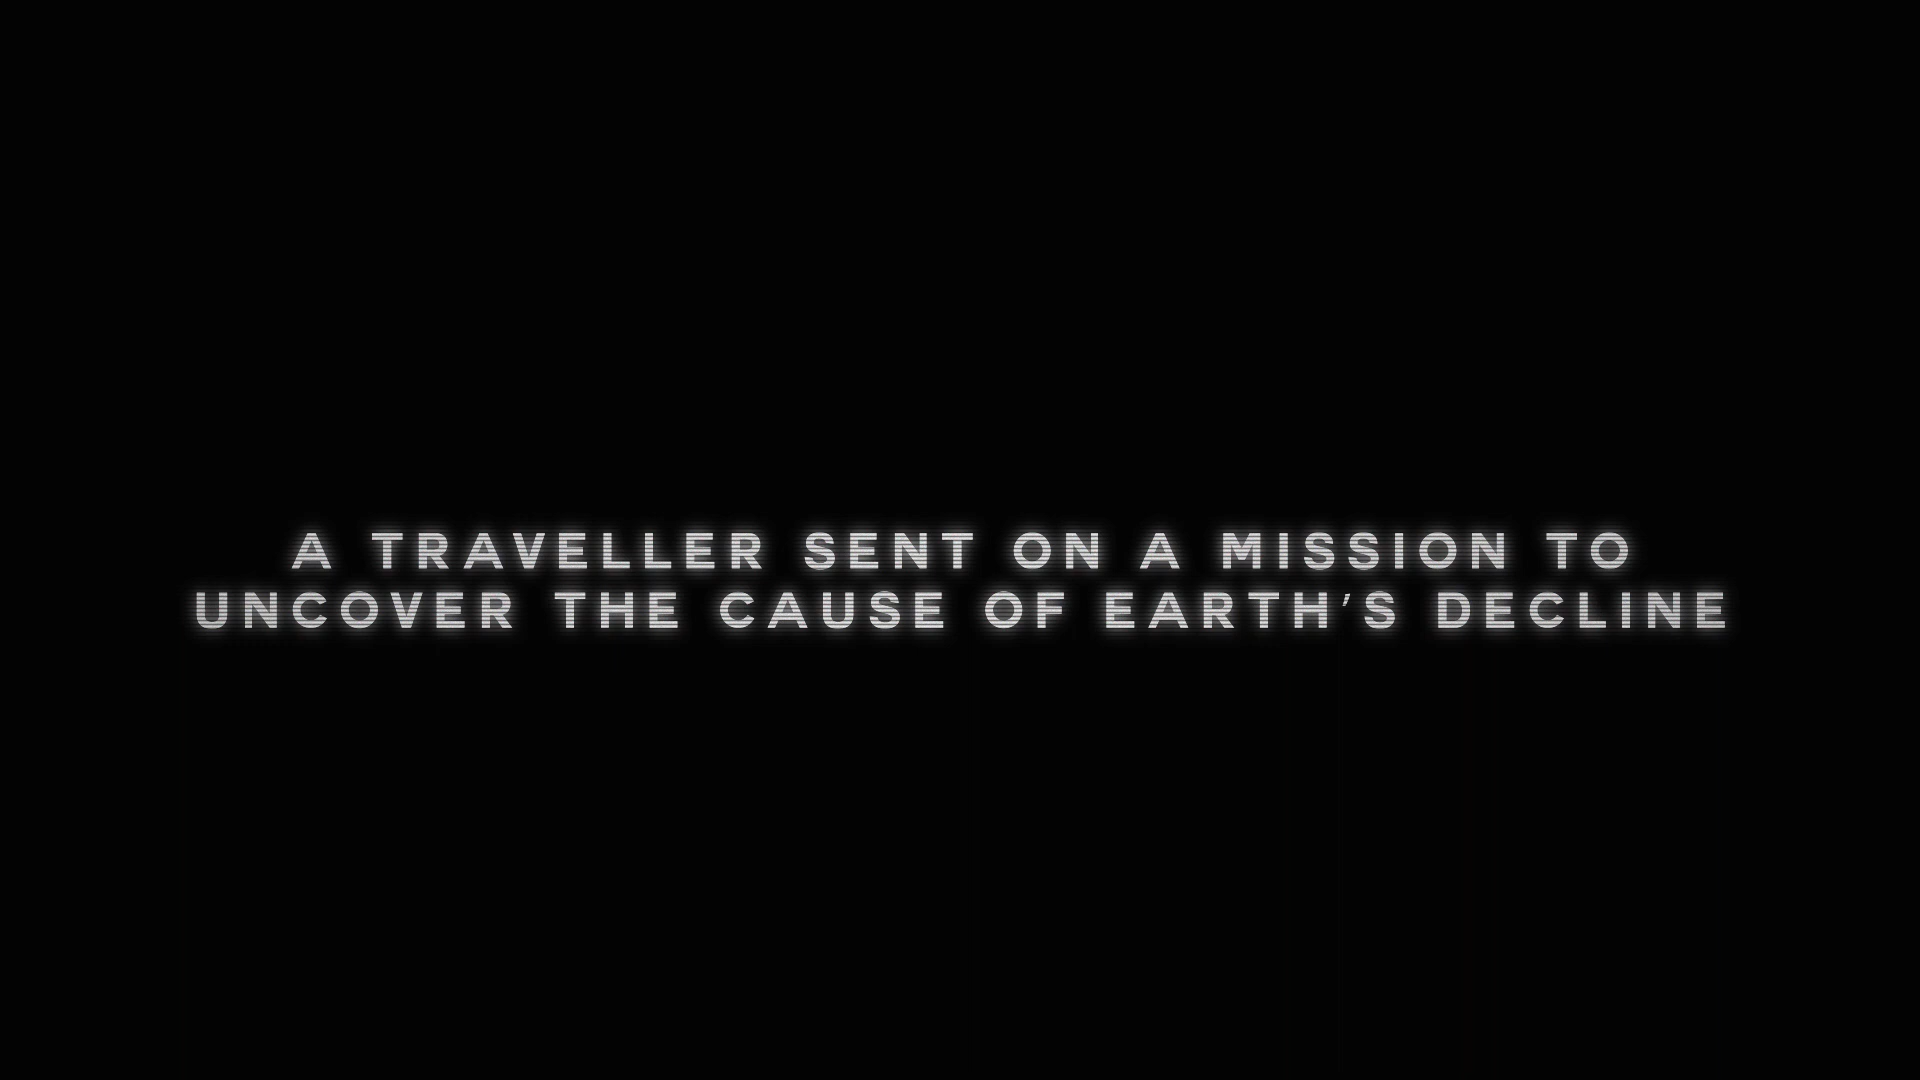 A TRAVELLER SENT ON A MISSION TO
UNCOVER THE CAUSE OF EARTH'S DECLINE